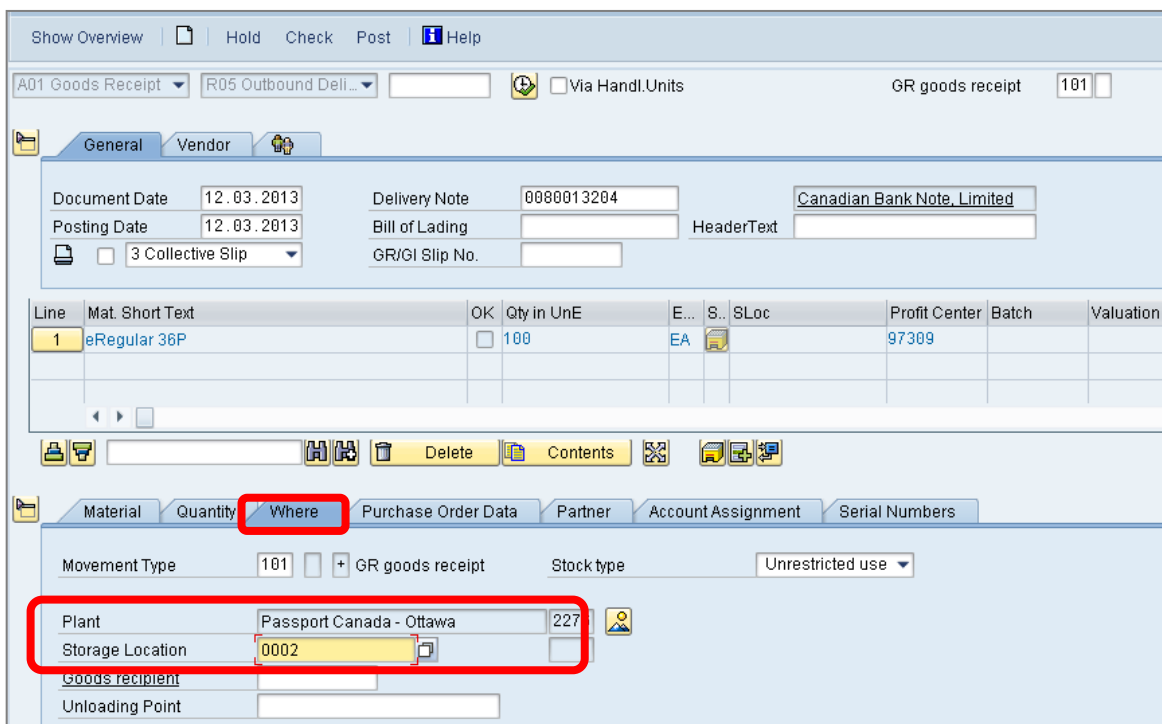 Show Overview Hold Check Post Help
A01 Goods Receipt R05 Outbound Deli... Via Handl.Units GR goods receipt 101
General Vendor
Document Date 12.03.2013 Delivery Note 0080013204 Canadian Bank Note, Limited
Posting Date 12.03.2013 Bill of Lading HeaderText
3 Collective Slip GR/GI Slip No.
Line Mat. Short Text OK Qty in UnE E... S.. SLoc Profit Center Batch Valuation
1 eRegular 36P 100 EA 97309
Delete Contents
Material Quantity Where Purchase Order Data Partner Account Assignment Serial Numbers
Movement Type 101 + GR goods receipt Stock type Unrestricted use
Plant Passport Canada - Ottawa
Storage Location 0002
Goods recipient
Unloading Point